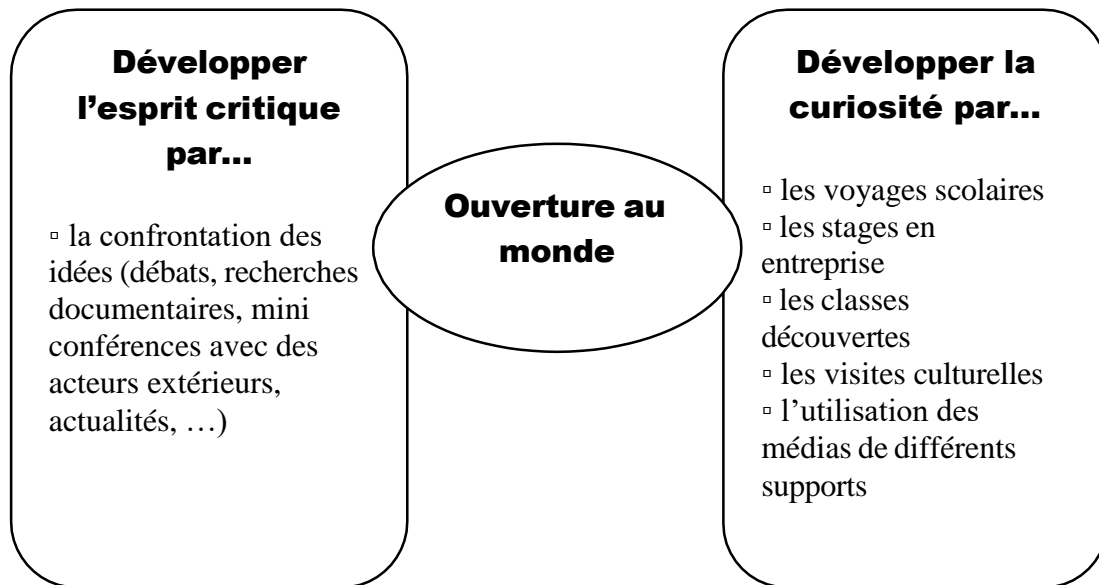 Développer
l'esprit critique
par...
▫ la confrontation des
idées (débats, recherches
documentaires, mini
conférences avec des
acteurs extérieurs,
actualités, …)
Ouverture au
monde
Développer la
curiosité par...
▫ les voyages scolaires
▫ les stages en
entreprise
▫ les classes
découvertes
▫ les visites culturelles
▫ l'utilisation des
médias de différents
supports